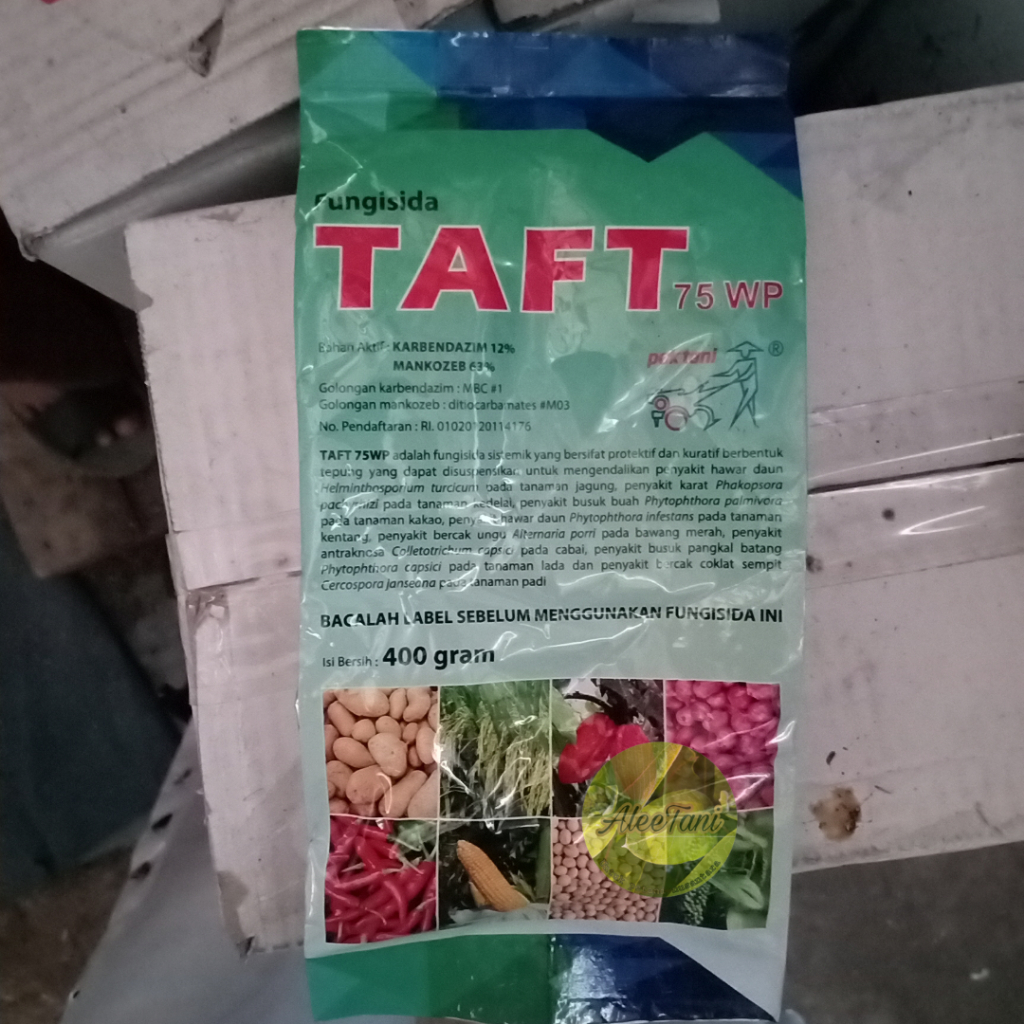 Fungisida
TAFT
75 WP
Bahan Aktif : KARBENDAZIM 12%
MANKOZEB 63%
Golongan karbendazim : MBC #1
Golongan mankozeb : ditiocarbamates #M03
No. Pendaftaran : RI. 01020120114176
paktani ®
TAFT 75WP adalah fungisida sistemik yang bersifat protektif dan kuratif berbentuk
tepung yang dapat disuspensikan untuk mengendalikan penyakit hawar daun
Helminthosporium turcicum pada tanaman jagung, penyakit karat Phakopsora
pachyrhizi pada tanaman kedelai, penyakit busuk buah Phytophthora palmivora
pada tanaman kakao, penyakit hawar daun Phytophthora infestans pada tanaman
kentang, penyakit bercak ungu Alternaria porri pada bawang merah, penyakit
antraknosa Colletotrichum capsici pada cabai, penyakit busuk pangkal batang
Phytophthora capsici pada tanaman lada dan penyakit bercak coklat sempit
Cercospora janseana pada tanaman padi
BACALAH LABEL SEBELUM MENGGUNAKAN FUNGISIDA INI
Isi Bersih : 400 gram
AleeTani